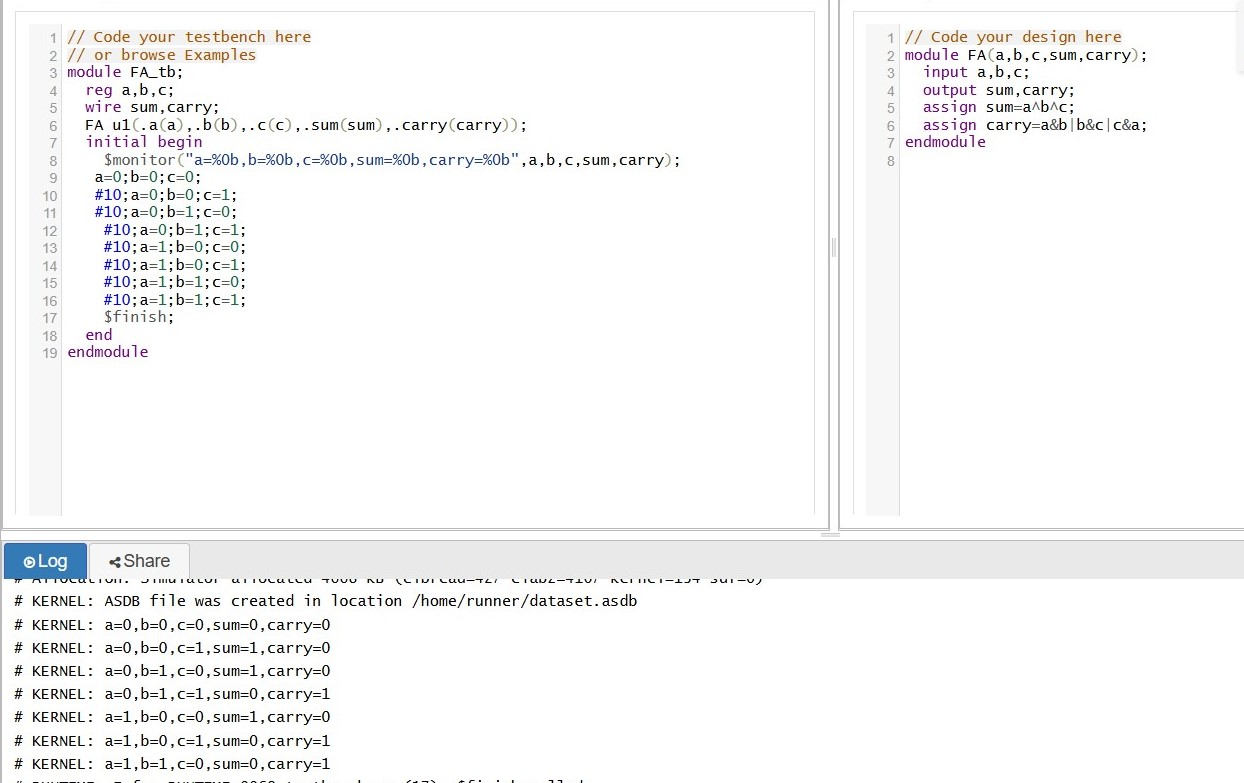 1 // Code your testbench here
2 // or browse Examples
3 module FA_tb;
4 reg a,b,c;
5 wire sum,carry;
6 FA u1(.a(a),.b(b),.c(c),.sum(sum),.carry(carry));
7 initial begin
8 $monitor("a=%0b,b=%0b,c=%0b,sum=%0b,carry=%0b",a,b,c,sum,carry);
9 a=0;b=0;c=0;
10 #10;a=0;b=0;c=1;
11 #10;a=0;b=1;c=0;
12 #10;a=0;b=1;c=1;
13 #10;a=1;b=0;c=0;
14 #10;a=1;b=0;c=1;
15 #10;a=1;b=1;c=0;
16 #10;a=1;b=1;c=1;
17 $finish;
18 end
19 endmodule
1 // Code your design here
2 module FA(a,b,c,sum,carry);
3 input a,b,c;
4 output sum,carry;
5 assign sum=a^b^c;
6 assign carry=a&b|b&c|c&a;
7 endmodule
8
Log
Share
# KERNEL: ASDB file was created in location /home/runner/dataset.asdb
# KERNEL: a=0,b=0,c=0,sum=0,carry=0
# KERNEL: a=0,b=0,c=1,sum=1,carry=0
# KERNEL: a=0,b=1,c=0,sum=1,carry=0
# KERNEL: a=0,b=1,c=1,sum=0,carry=1
# KERNEL: a=1,b=0,c=0,sum=1,carry=0
# KERNEL: a=1,b=0,c=1,sum=0,carry=1
# KERNEL: a=1,b=1,c=0,sum=0,carry=1